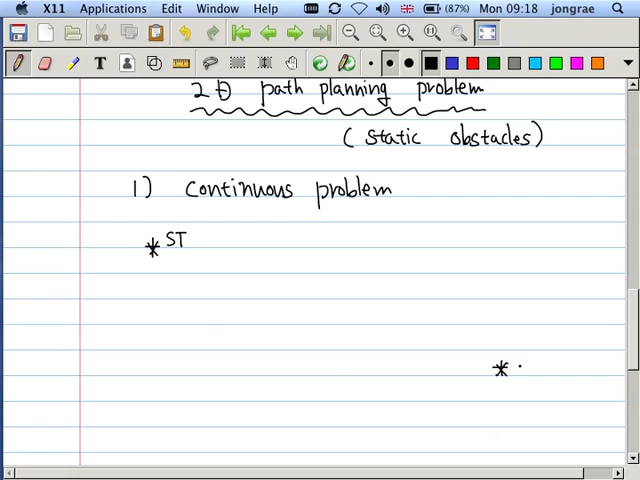 X11 Applications Window Help (87%) Mon 09:18 jongrae
T
2D path planning problem
(static obstacles)
1) continuous problem
* ST
*